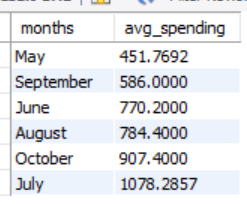 months avg_spending
May 451.7692
September 586.0000
June 770.2000
August 784.4000
October 907.4000
July 1078.2857